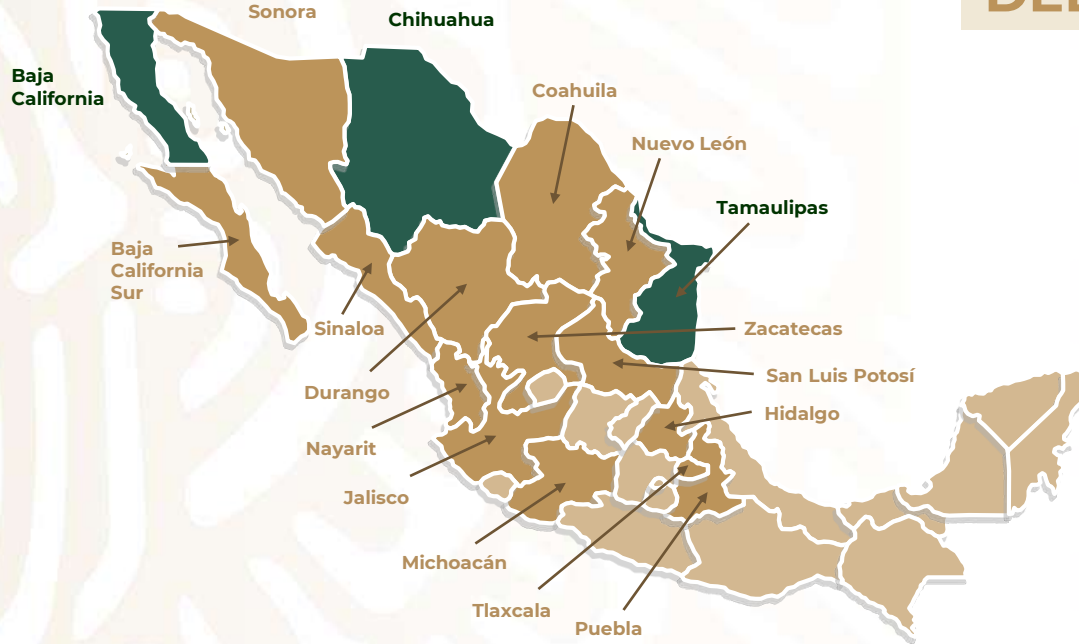 Sonora
Chihuahua
DEL
Baja
California
Coahuila
Nuevo León
Tamaulipas
Baja
California
Sur
Sinaloa
Zacatecas
San Luis Potosí
Durango
Hidalgo
Nayarit
Jalisco
Michoacán
Tlaxcala
Puebla